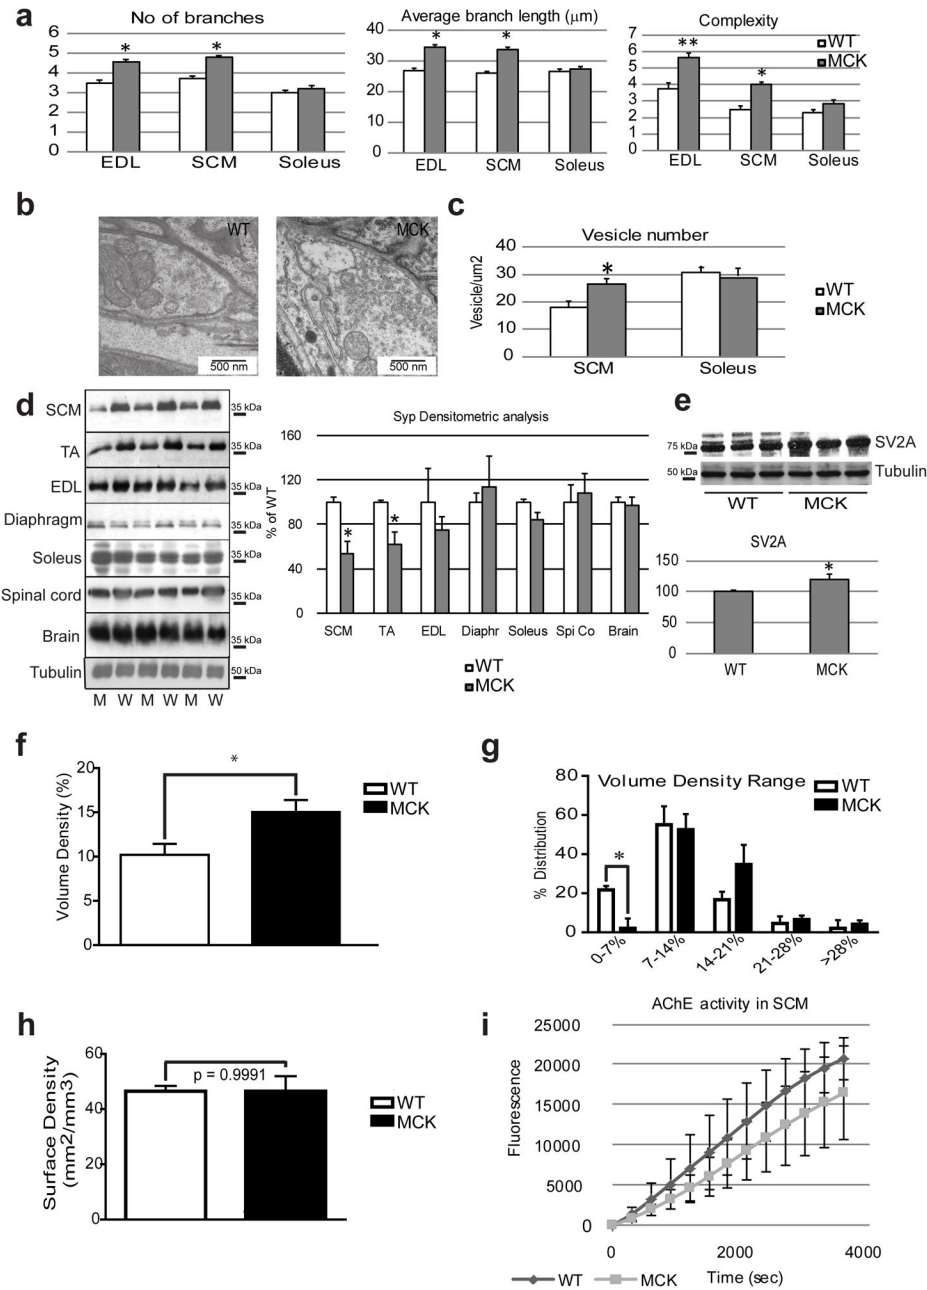 a
No of branches
6
5
4
3
2
1
0
EDL SCM Soleus
* *
Average branch length (μm)
40
30
20
10
0
EDL SCM Soleus
* *
Complexity
7
6
5
4
3
2
1
0
EDL SCM Soleus
** *
WT
MCK
b
WT
500 nm
MCK
500 nm
c
Vesicle number
Vesicle/um2
40
30
20
10
0
*
SCM Soleus
WT
MCK
d
SCM 35 kDa
TA 35 kDa
EDL 35 kDa
Diaphragm 35 kDa
Soleus 35 kDa
Spinal cord 35 kDa
Brain 35 kDa
Tubulin 50 kDa
M W M W M W
Syp Densitometric analysis
% of WT
160
120
80
40
0
* *
SCM TA EDL Diaphr Soleus Spi Co Brain
WT
MCK
e
75 kDa SV2A
50 kDa Tubulin
WT MCK
SV2A
150
100
50
0
*
WT MCK
f
Volume Density (%)
20
15
10
5
0
*
WT
MCK
g
Volume Density Range
% Distribution
80
60
40
20
0
*
0-7% 7-14% 14-21% 21-28% >28%
WT
MCK
h
Surface Density
(mm2/mm3)
60
40
20
0
p = 0.9991
WT
MCK
i
AChE activity in SCM
Fluorescence
25000
20000
15000
10000
5000
0
0 2000 4000
Time (sec)
WT MCK